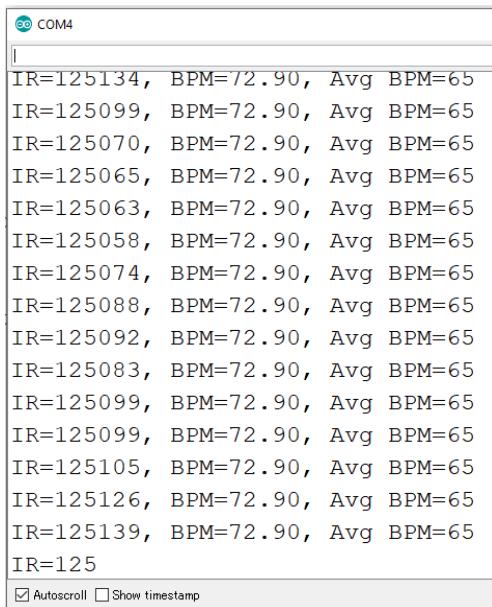 COM4
IR=125134, BPM=72.90, Avg BPM=65
IR=125099, BPM=72.90, Avg BPM=65
IR=125070, BPM=72.90, Avg BPM=65
IR=125065, BPM=72.90, Avg BPM=65
IR=125063, BPM=72.90, Avg BPM=65
IR=125058, BPM=72.90, Avg BPM=65
IR=125074, BPM=72.90, Avg BPM=65
IR=125088, BPM=72.90, Avg BPM=65
IR=125092, BPM=72.90, Avg BPM=65
IR=125083, BPM=72.90, Avg BPM=65
IR=125099, BPM=72.90, Avg BPM=65
IR=125099, BPM=72.90, Avg BPM=65
IR=125105, BPM=72.90, Avg BPM=65
IR=125126, BPM=72.90, Avg BPM=65
IR=125139, BPM=72.90, Avg BPM=65
IR=125
Autoscroll Show timestamp